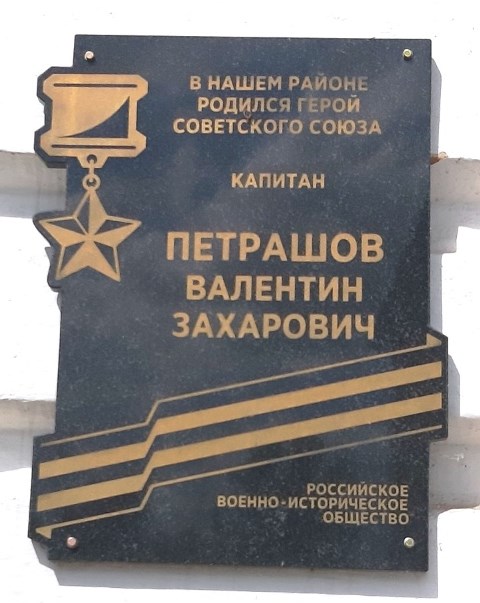 В НАШЕМ РАЙОНЕ
РОДИЛСЯ ГЕРОЙ
СОВЕТСКОГО СОЮЗА
КАПИТАН
ПЕТРАШОВ
ВАЛЕНТИН
ЗАХАРОВИЧ
РОССИЙСКОЕ
ВОЕННО-ИСТОРИЧЕСКОЕ
ОБЩЕСТВО